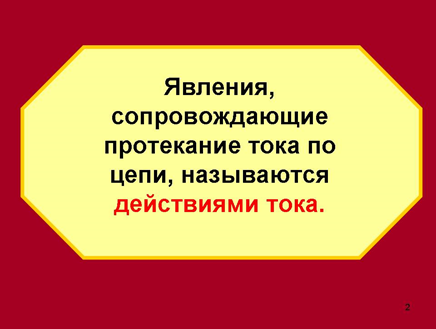 Явления,
сопровождающие
протекание тока по
цепи, называются
действиями тока.
2